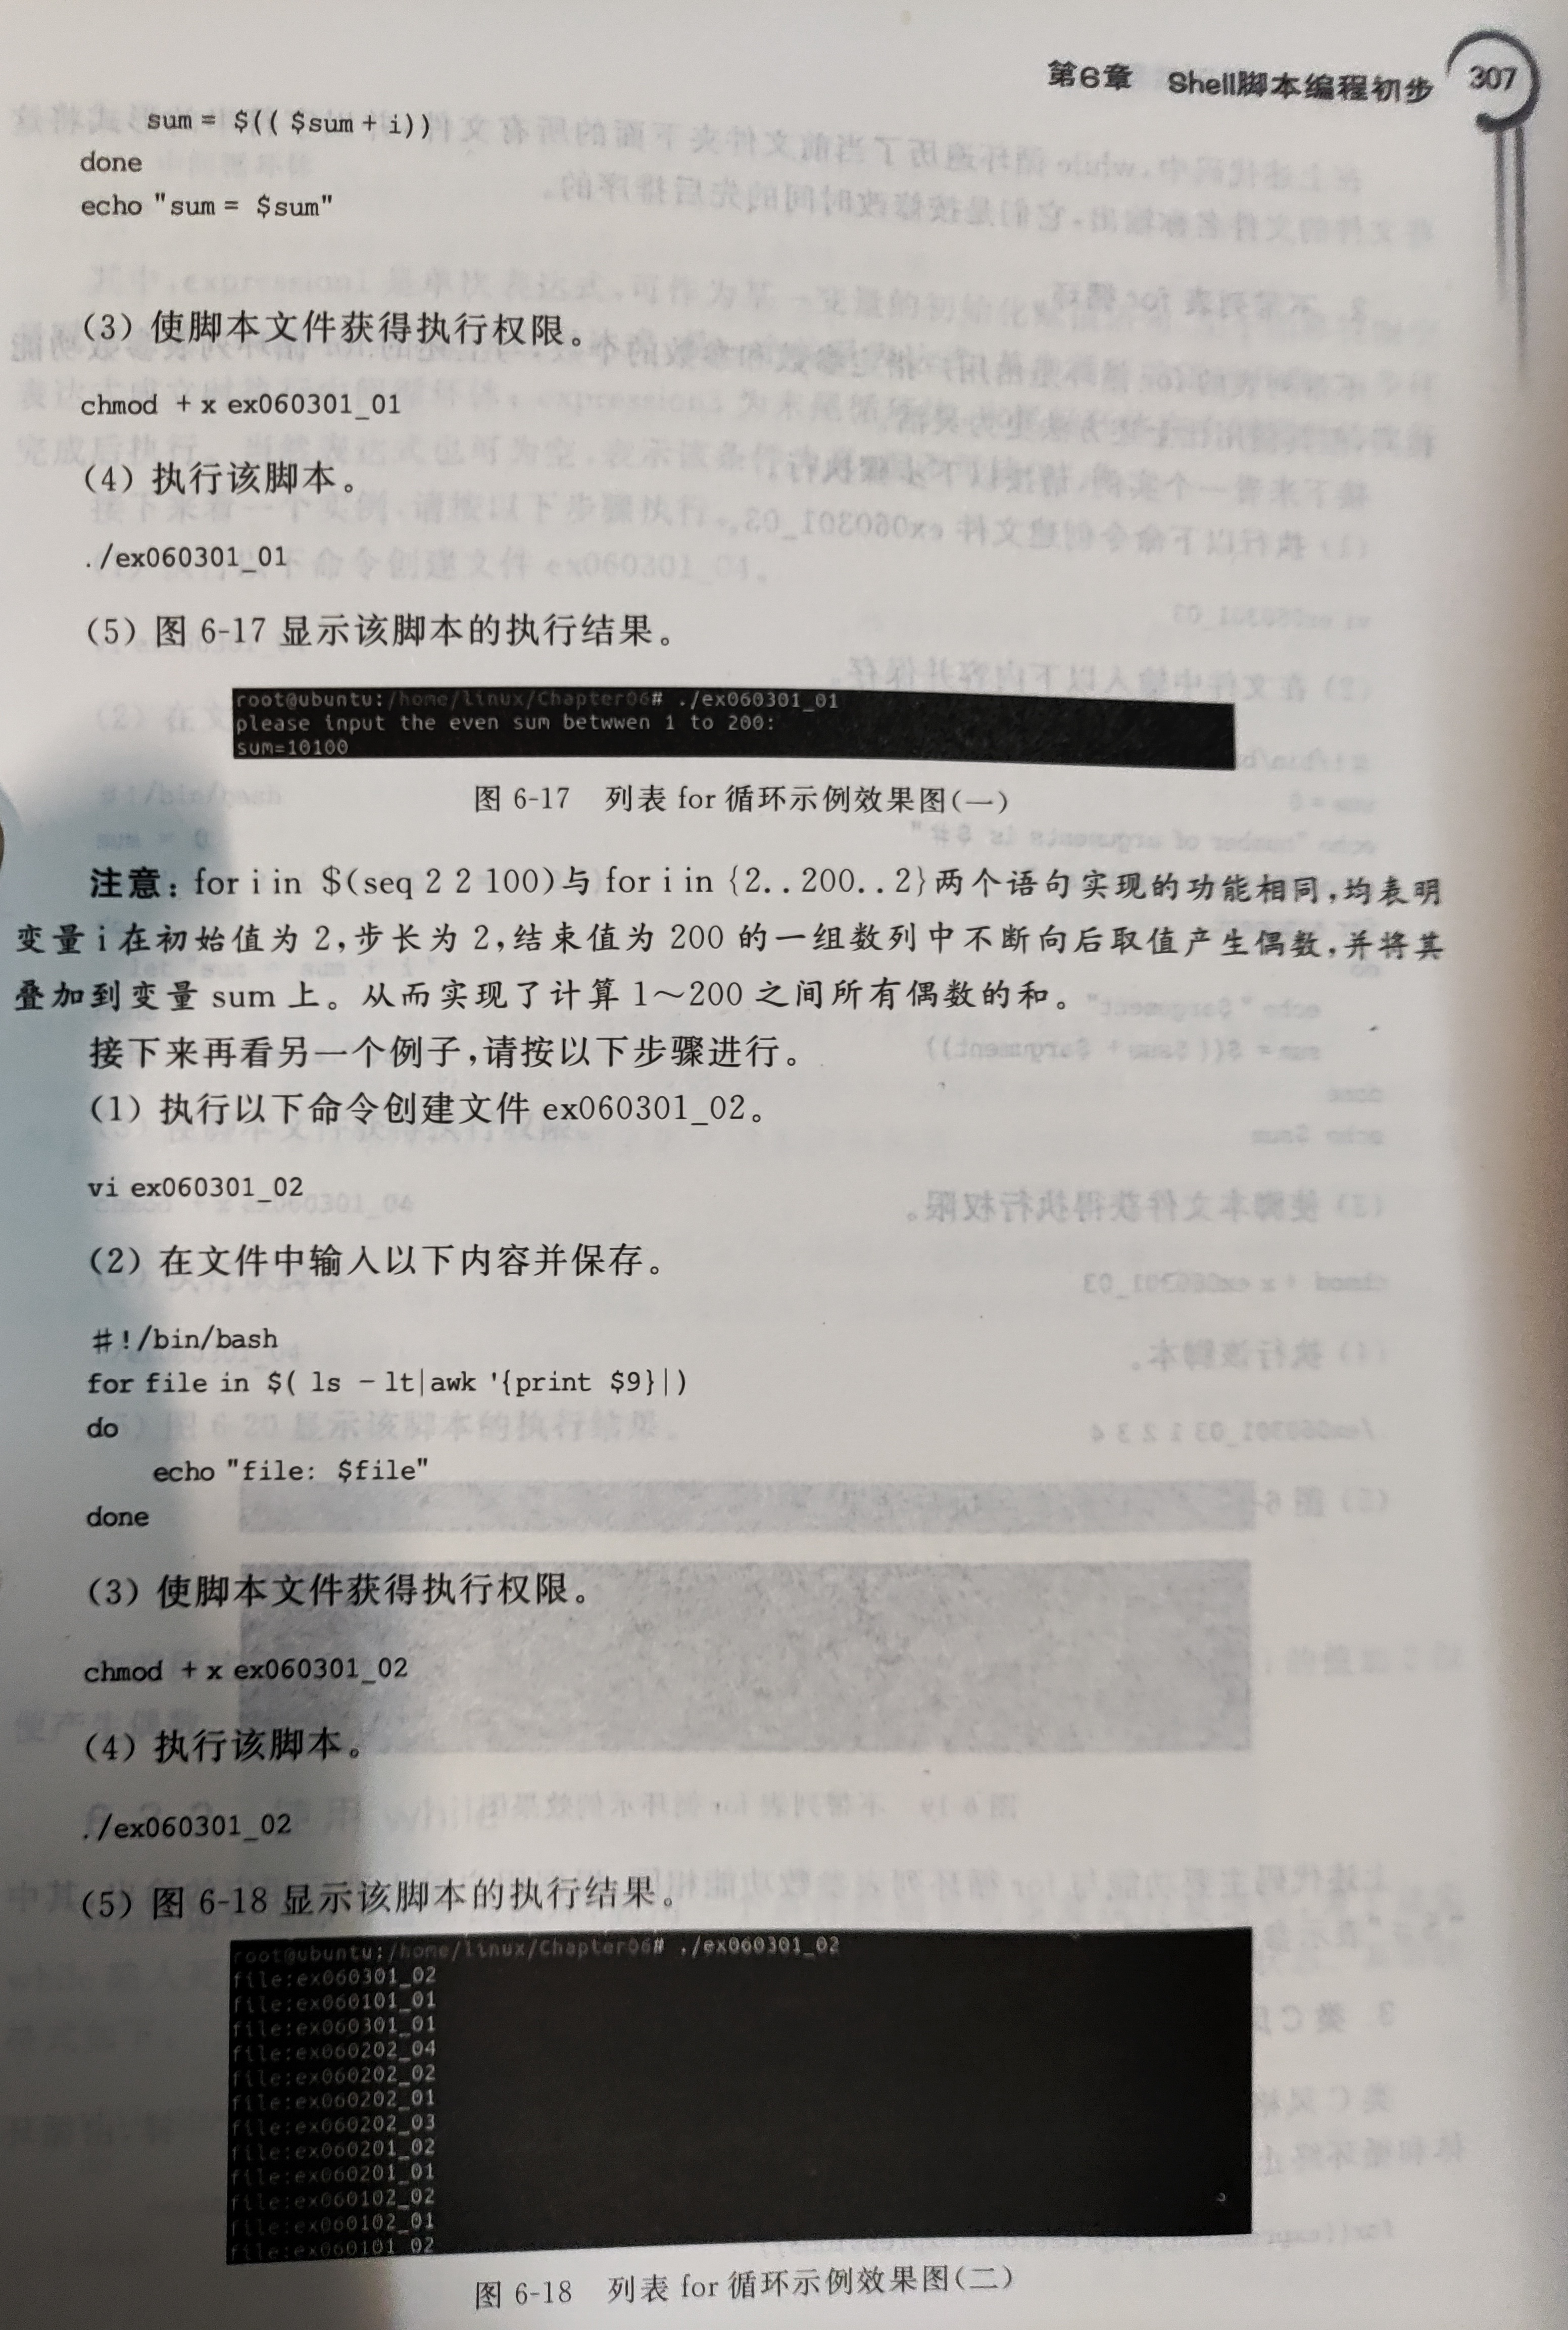 第6章 Shell脚本编程初步 307
sum = $(( $sum + i))
done
echo "sum = $sum"
(3) 使脚本文件获得执行权限。
chmod + x ex060301_01
(4) 执行该脚本。
./ex060301_01
(5) 图 6-17 显示该脚本的执行结果。
root@ubuntu:/home/linux/Chapter06# ./ex060301_01
please input the even sum betwwen 1 to 200:
sum=10100
图 6-17 列表 for 循环示例效果图(一)
注意: for i in $(seq 2 2 100)与 for i in {2..200..2}两个语句实现的功能相同,均表明
变量 i 在初始值为 2,步长为 2,结束值为 200 的一组数列中不断向后取值产生偶数,并将其
叠加到变量 sum 上。从而实现了计算 1～200 之间所有偶数的和。
接下来再看另一个例子,请按以下步骤进行。
(1) 执行以下命令创建文件 ex060301_02。
vi ex060301_02
(2) 在文件中输入以下内容并保存。
#!/bin/bash
for file in $( ls - lt|awk '{print $9}|)
do
echo "file: $file"
done
(3) 使脚本文件获得执行权限。
chmod + x ex060301_02
(4) 执行该脚本。
./ex060301_02
(5) 图 6-18 显示该脚本的执行结果。
root@ubuntu:/home/linux/Chapter06# ./ex060301_02
file:ex060301_02
file:ex060101_01
file:ex060301_01
file:ex060202_04
file:ex060202_02
file:ex060202_01
file:ex060202_03
file:ex060201_02
file:ex060201_01
file:ex060102_02
file:ex060102_01
file:ex060101_02
图 6-18 列表 for 循环示例效果图(二)